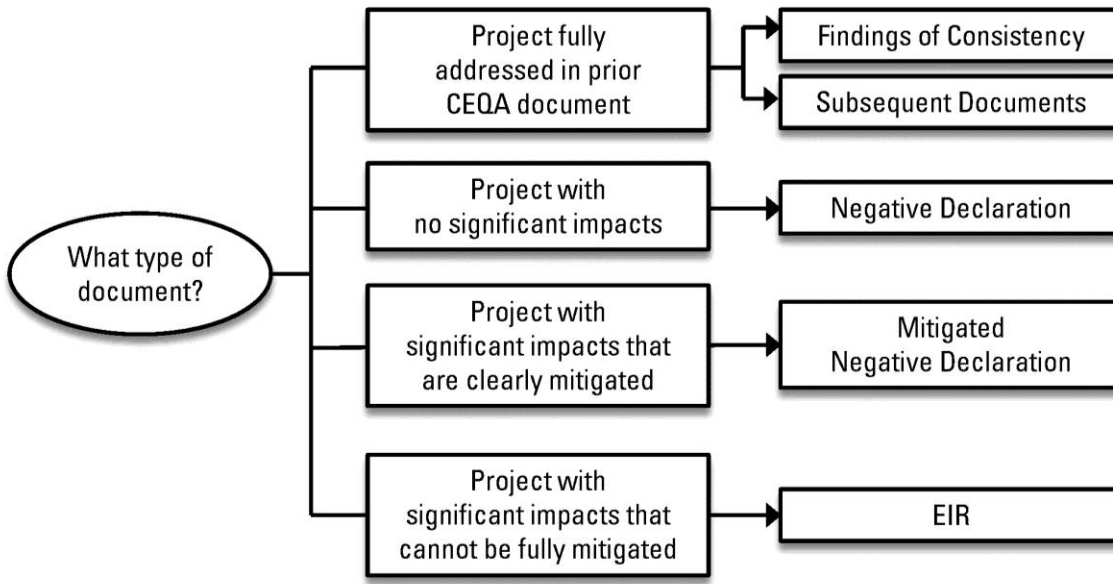 What type of
document?
Project fully
addressed in prior
CEQA document
Findings of Consistency
Subsequent Documents
Project with
no significant impacts
Negative Declaration
Project with
significant impacts that
are clearly mitigated
Mitigated
Negative Declaration
Project with
significant impacts that
cannot be fully mitigated
EIR